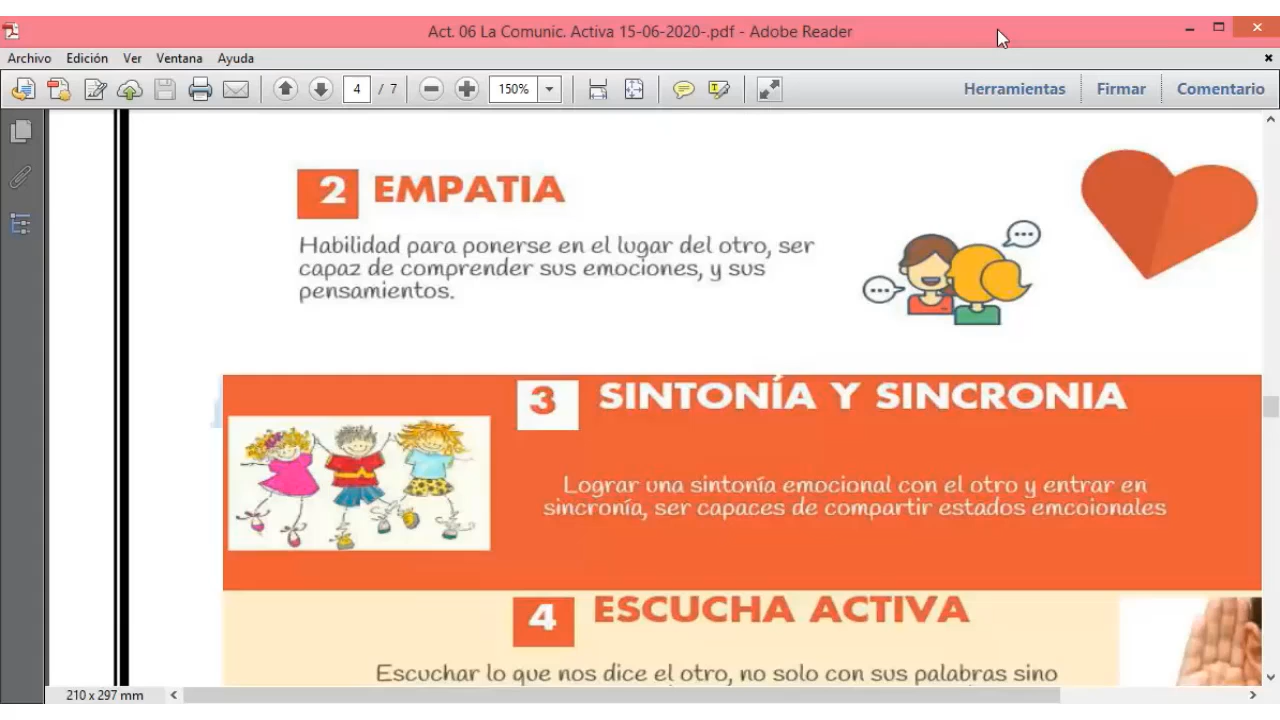 Act. 06 La Comunic. Activa 15-06-2020-.pdf - Adobe Reader
Archivo Edición Ver Ventana Ayuda
4 / 7 150% Herramientas Firmar Comentario
2 EMPATIA
Habilidad para ponerse en el lugar del otro, ser
capaz de comprender sus emociones, y sus
pensamientos.
3 SINTONÍA Y SINCRONIA
Lograr una sintonía emocional con el otro y entrar en
sincronía, ser capaces de compartir estados emcoionales
4 ESCUCHA ACTIVA
Escuchar lo que nos dice el otro, no solo con sus palabras sino
210 x 297 mm